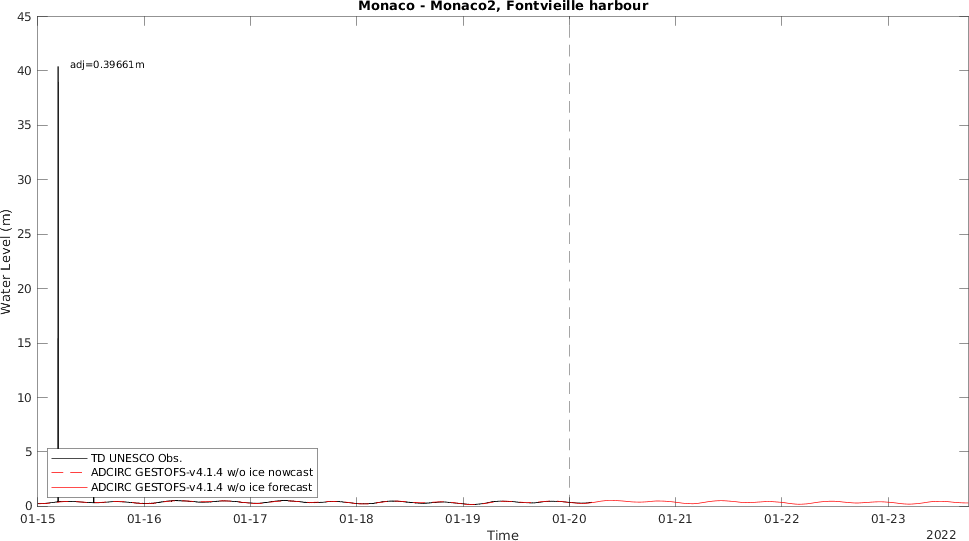 Monaco - Monaco2, Fontvieille harbour
adj=0.39661m
45
40
35
30
25
20
15
10
5
0
Water Level (m)
TD UNESCO Obs.
ADCIRC GESTOFS-v4.1.4 w/o ice nowcast
ADCIRC GESTOFS-v4.1.4 w/o ice forecast
01-15 01-16 01-17 01-18 01-19 01-20 01-21 01-22 01-23
Time
2022